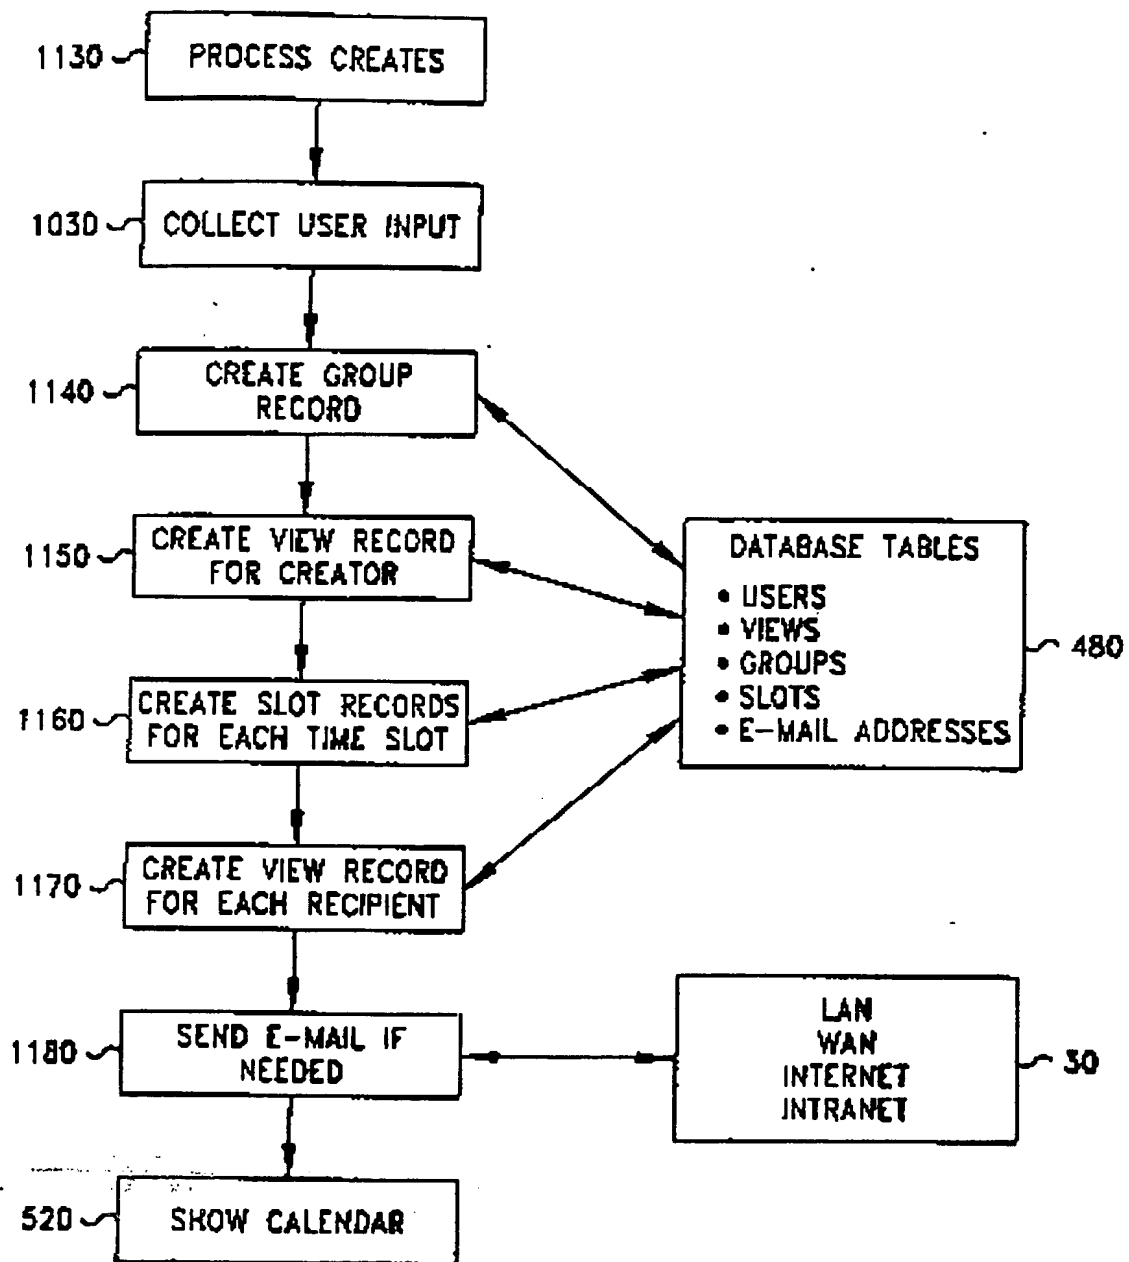 1130
PROCESS CREATES
1030
COLLECT USER INPUT
1140
CREATE GROUP
RECORD
1150
CREATE VIEW RECORD
FOR CREATOR
1160
CREATE SLOT RECORDS
FOR EACH TIME SLOT
1170
CREATE VIEW RECORD
FOR EACH RECIPIENT
1180
SEND E-MAIL IF
NEEDED
520
SHOW CALENDAR
DATABASE TABLES
• USERS
• VIEWS
• GROUPS
• SLOTS
• E-MAIL ADDRESSES
480
LAN
WAN
INTERNET
INTRANET
30